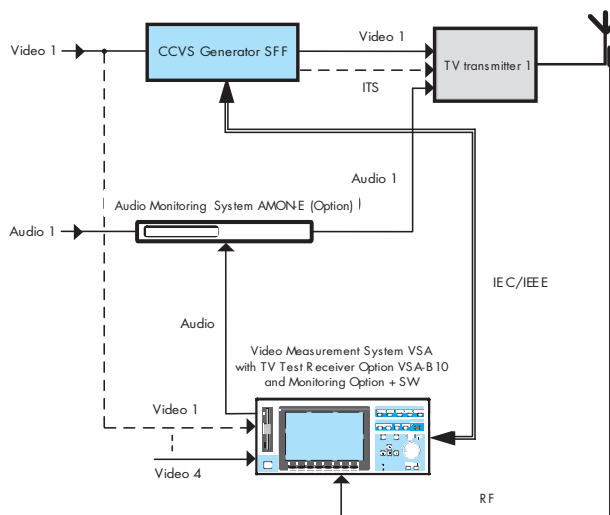 Video 1
CCVS Generator SFF
Video 1
ITS
TV transmitter 1
Audio 1
Audio Monitoring System AMON-E (Option)
Audio 1
IEC/IEEE
Audio
Video Measurement System VSA
with TV Test Receiver Option VSA-B10
and Monitoring Option + SW
Video 1
Video 4
RF